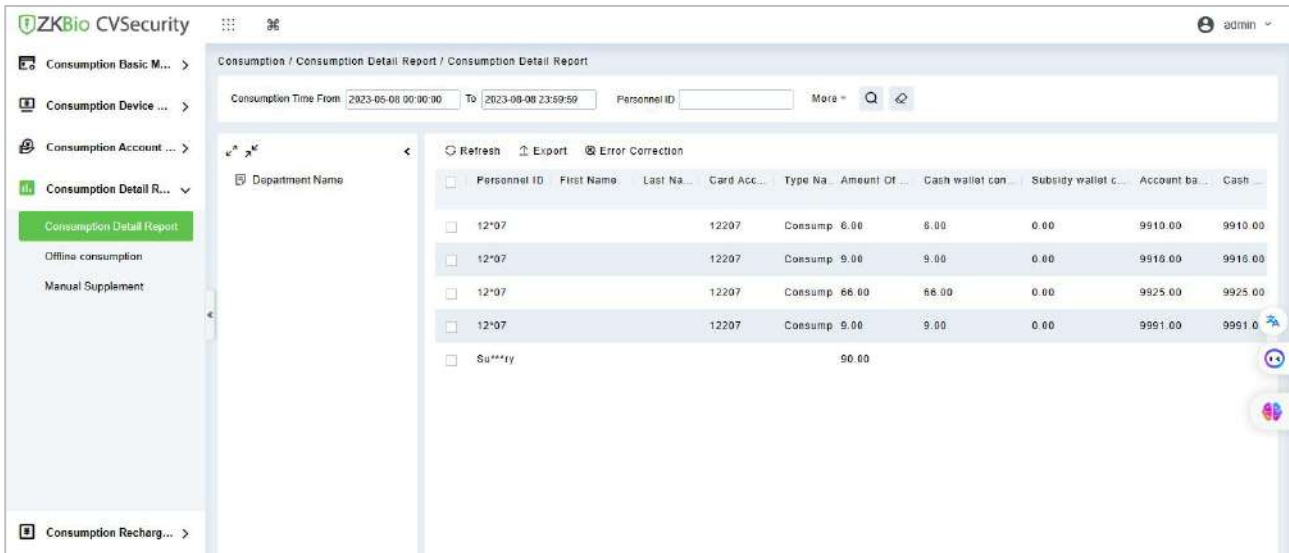 ZKBio CVSecurity
admin
Consumption Basic M...
Consumption Device ...
Consumption Account ...
Consumption Detail R...
Consumption Detail Report
Offline consumption
Manual Supplement
Consumption Recharg...
Consumption / Consumption Detail Report / Consumption Detail Report
Consumption Time From 2023-05-08 00:00:00 To 2023-08-08 23:59:59 Personnel ID More
Department Name
Refresh Export Error Correction
Personnel ID First Name Last Na... Card Acc... Type Na... Amount Of ... Cash wallet con... Subsidy wallet c... Account ba... Cash ...
12*07 12207 Consump 6.00 6.00 0.00 9910.00 9910.00
12*07 12207 Consump 9.00 9.00 0.00 9916.00 9916.00
12*07 12207 Consump 66.00 66.00 0.00 9925.00 9925.00
12*07 12207 Consump 9.00 9.00 0.00 9991.00 9991.0
Su***ry 90.00